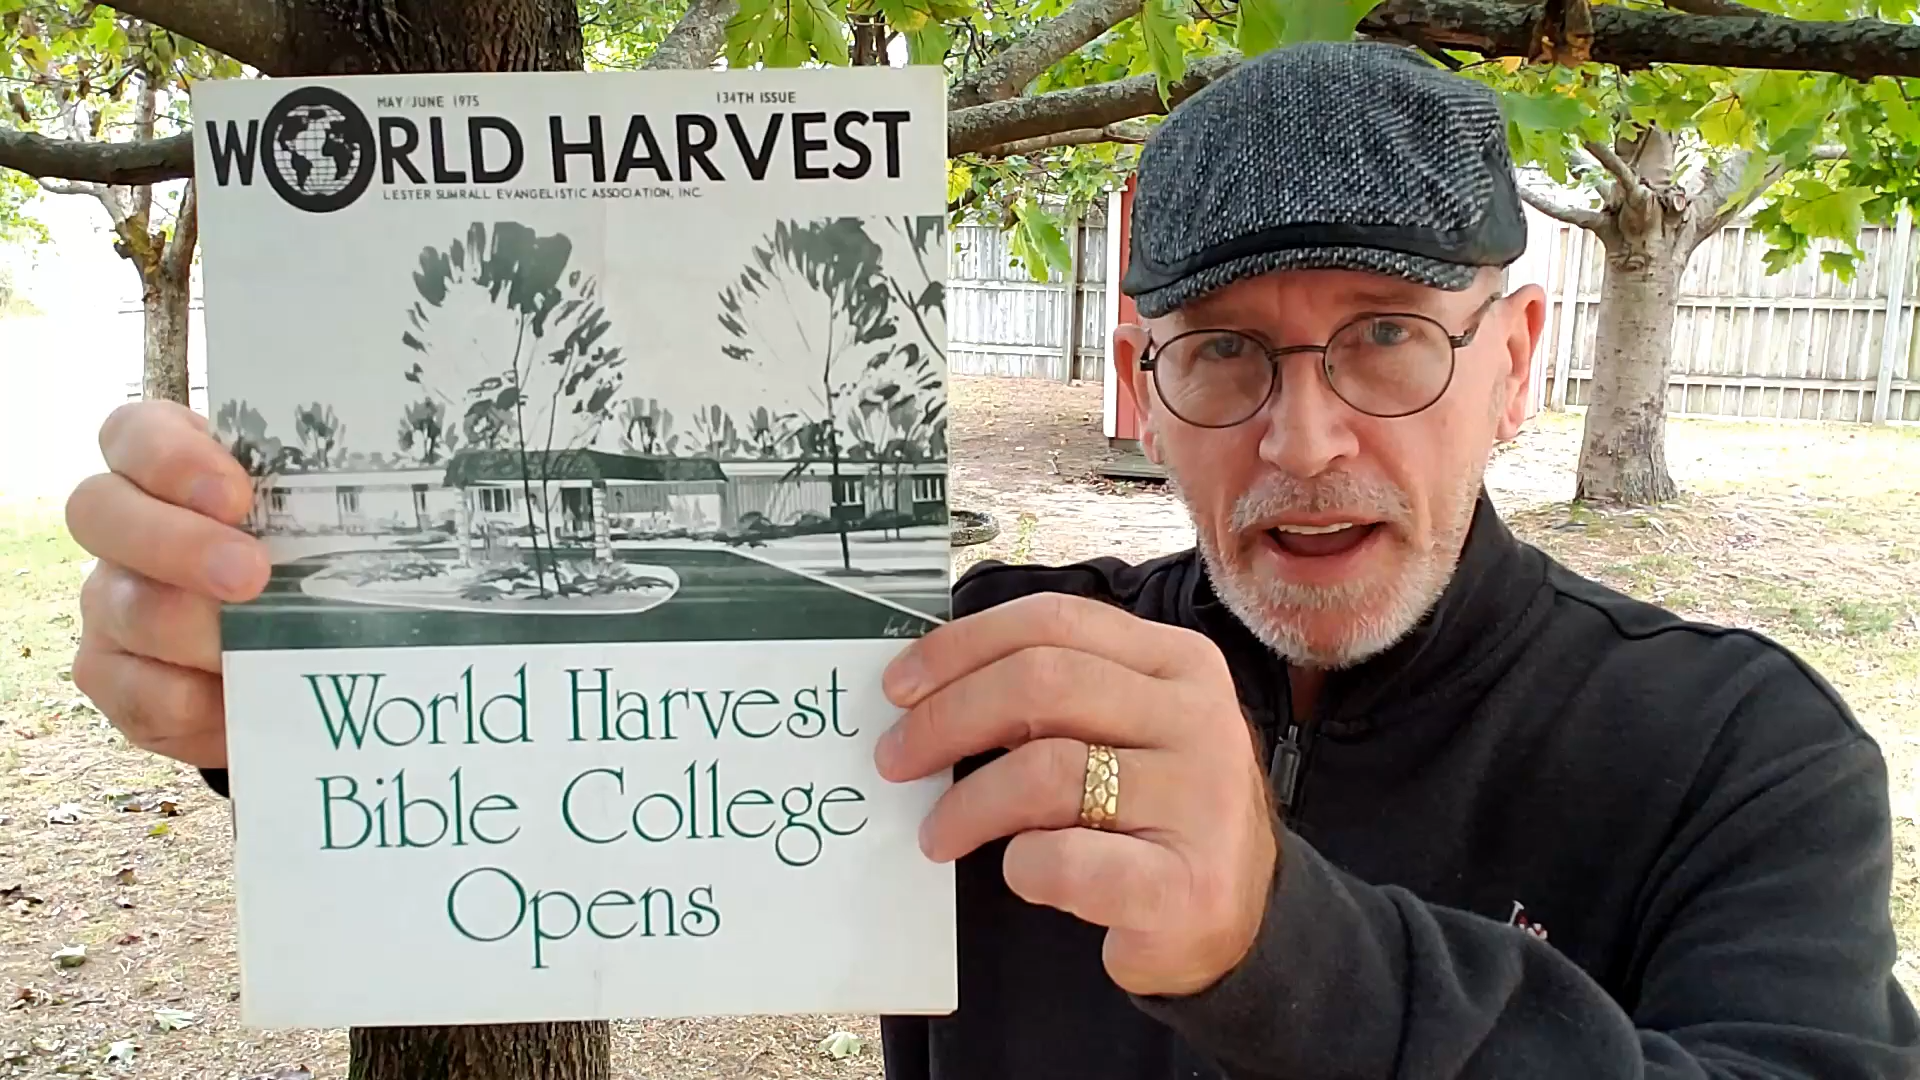 MAY/JUNE 1975 134TH ISSUE
WORLD HARVEST
LESTER SUMRALL EVANGELISTIC ASSOCIATION, INC.
World Harvest
Bible College
Opens